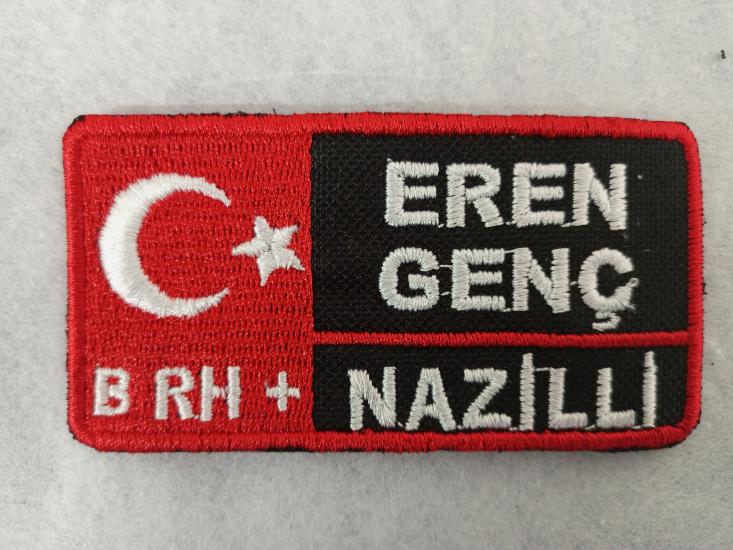 EREN
GENÇ
B RH +
NAZİLLİ